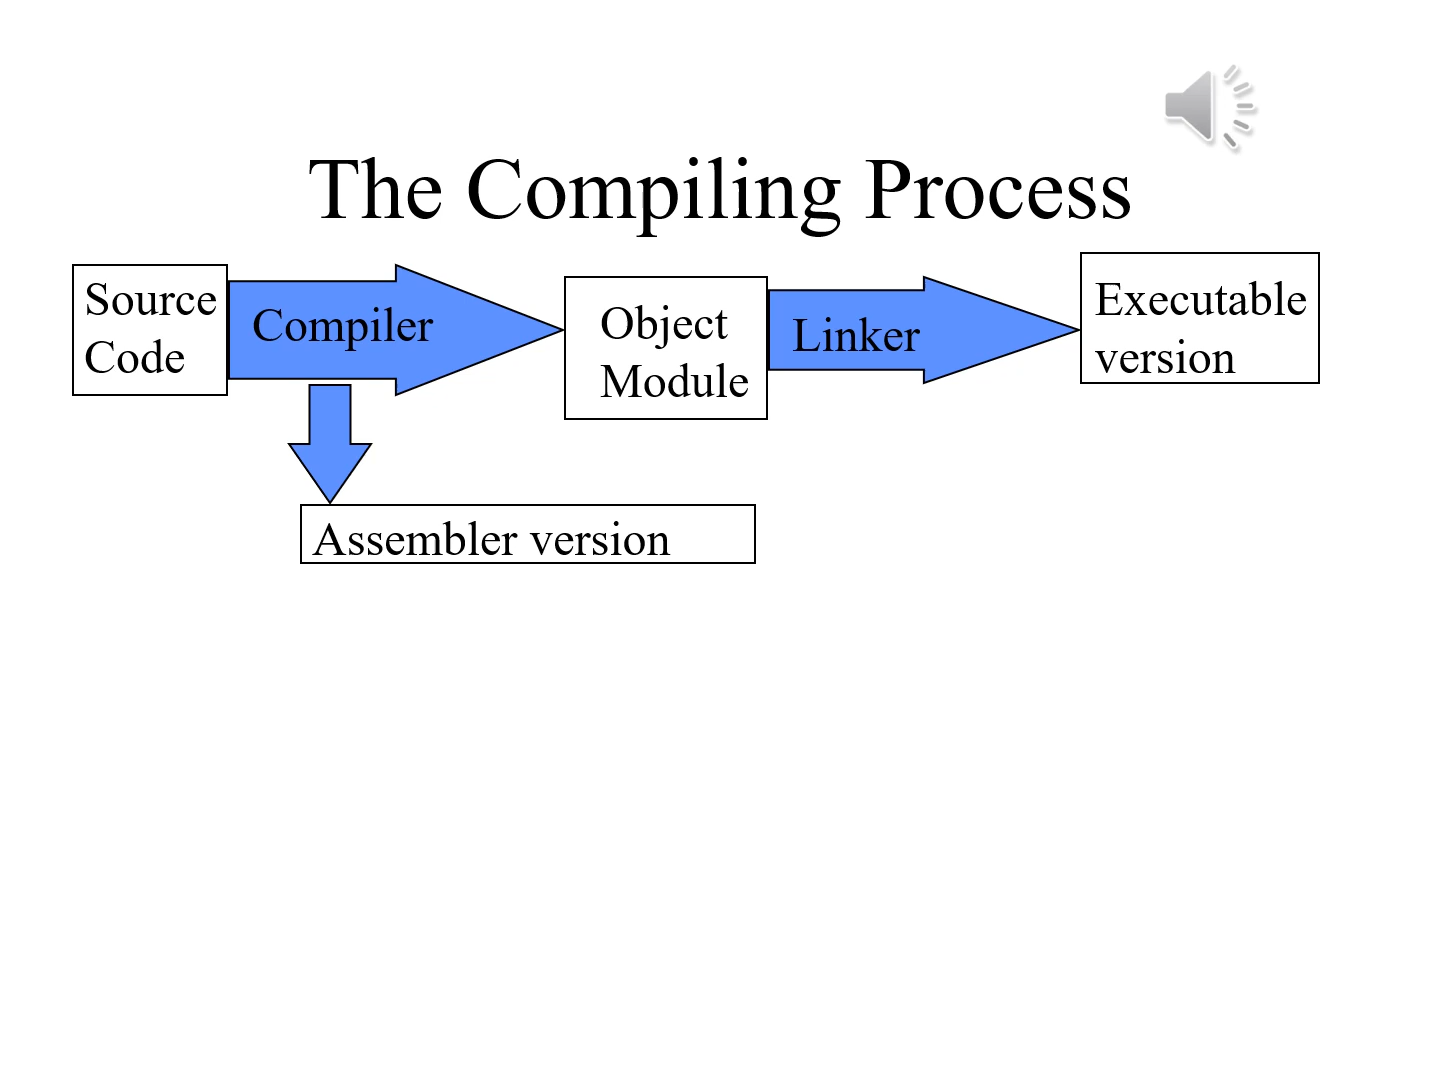 The Compiling Process
Source
Code
Compiler
Object
Module
Linker
Executable
version
Assembler version